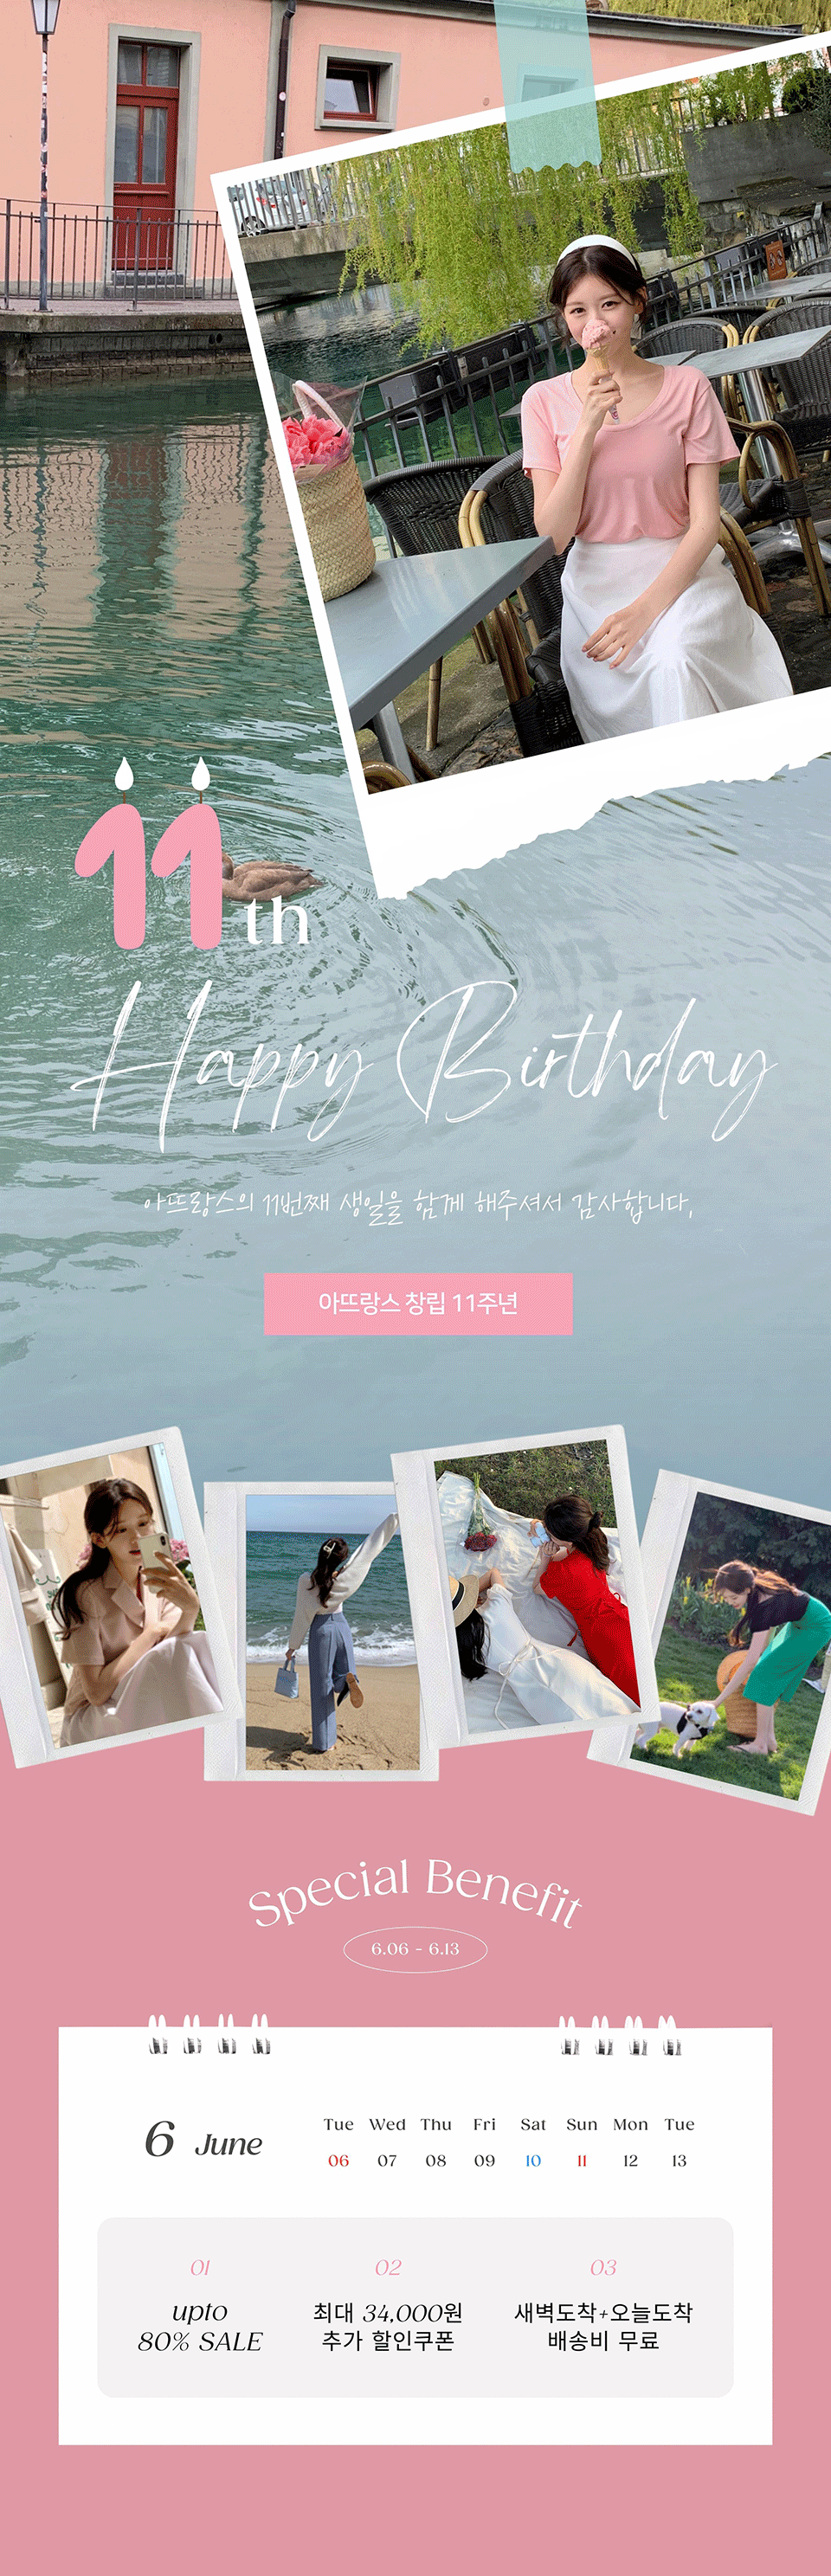 11th
Happy Birthday
아뜨랑스의 11번째 생일을 함께 해주셔서 감사합니다.
아뜨랑스 창립 11주년
Special Benefit
6.06 - 6.13
6 June
Tue Wed Thu Fri Sat Sun Mon Tue
06 07 08 09 10 11 12 13
01
upto
80% SALE
02
최대 34,000원
추가 할인쿠폰
03
새벽도착+오늘도착
배송비 무료